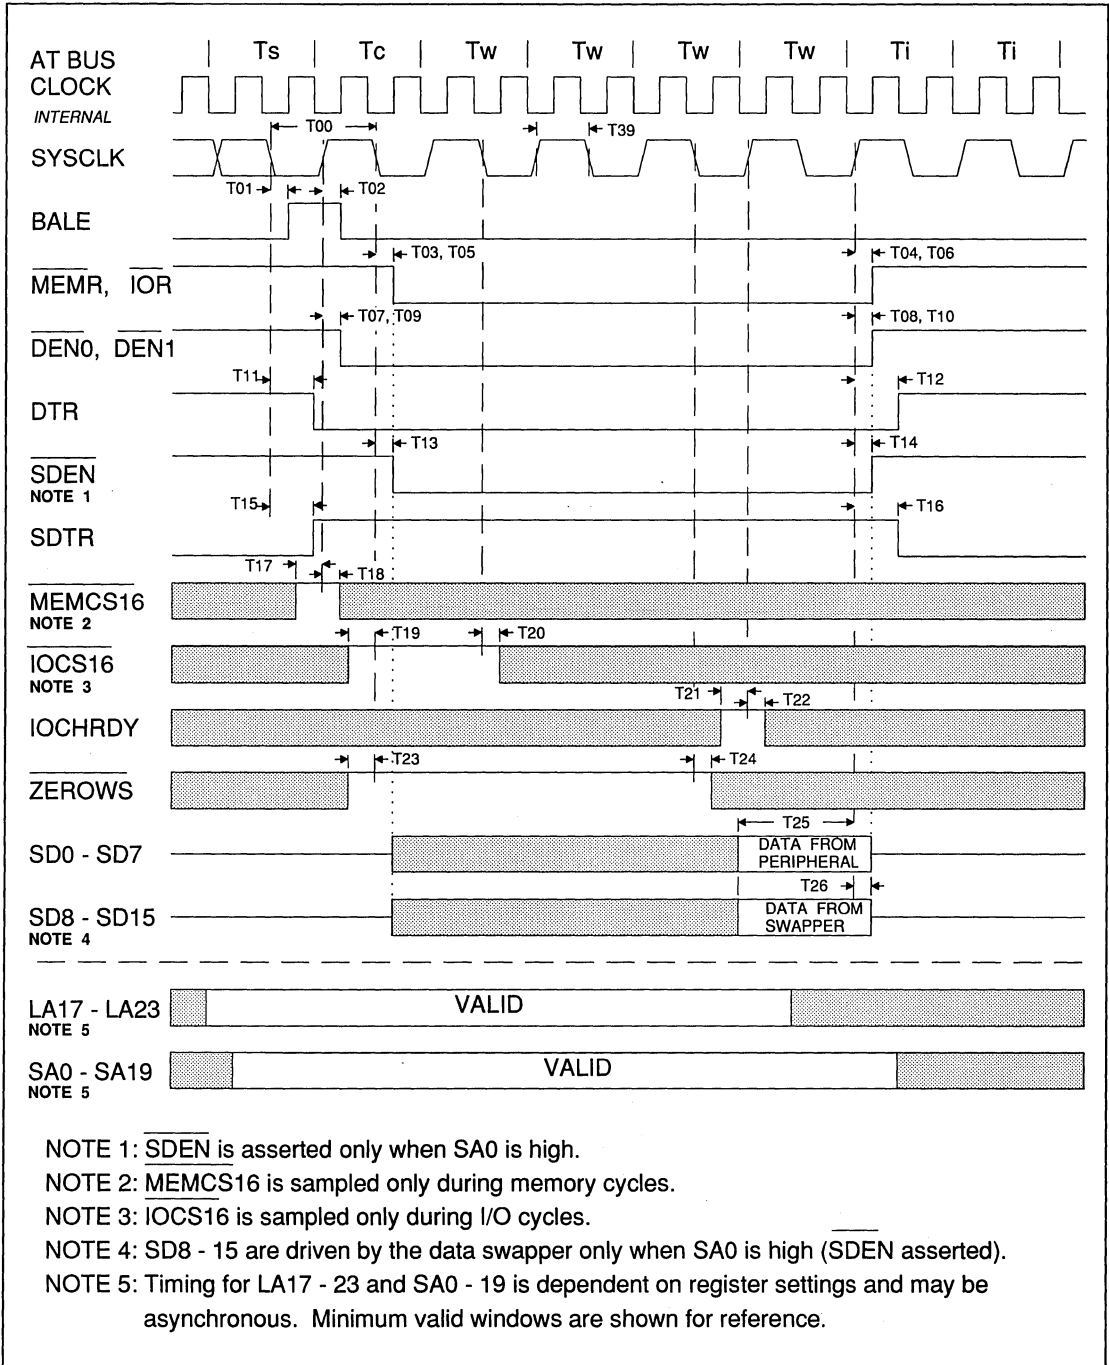 Ts Tc Tw Tw Tw Tw Ti Ti
AT BUS
CLOCK
INTERNAL
T00
T39
SYSCLK
T01 T02
BALE
T03, T05 T04, T06
MEMR, IOR
T07, T09 T08, T10
DEN0, DEN1
T11 T12
DTR
T13 T14
SDEN
NOTE 1
T15 T16
SDTR
T17 T18
MEMCS16
NOTE 2
T19 T20
IOCS16
NOTE 3
T21 T22
IOCHRDY
T23 T24
ZEROWS
T25
SD0 - SD7
DATA FROM
PERIPHERAL
T26
SD8 - SD15
NOTE 4
DATA FROM
SWAPPER
LA17 - LA23
NOTE 5
VALID
SA0 - SA19
NOTE 5
VALID
NOTE 1: SDEN is asserted only when SA0 is high.
NOTE 2: MEMCS16 is sampled only during memory cycles.
NOTE 3: IOCS16 is sampled only during I/O cycles.
NOTE 4: SD8 - 15 are driven by the data swapper only when SA0 is high (SDEN asserted).
NOTE 5: Timing for LA17 - 23 and SA0 - 19 is dependent on register settings and may be
asynchronous. Minimum valid windows are shown for reference.